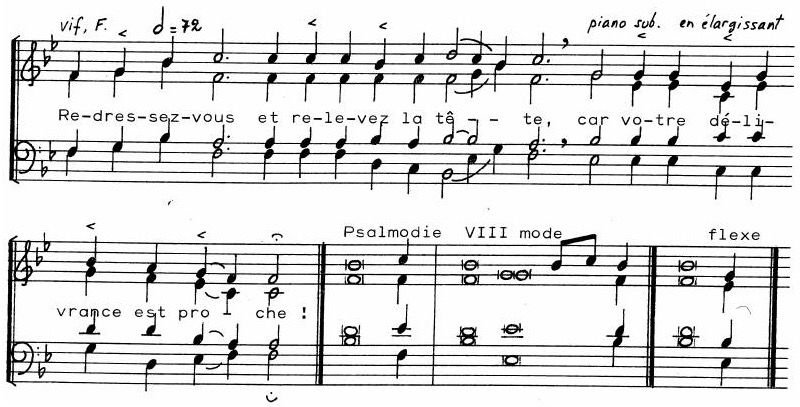 vif, F. = 72 piano sub. en élargissant
Re-dres-sez-vous et re-le-vez la tê - - te, car vo-tre dé-li-
Psalmodie VIII mode flexe
vrance est pro - che !